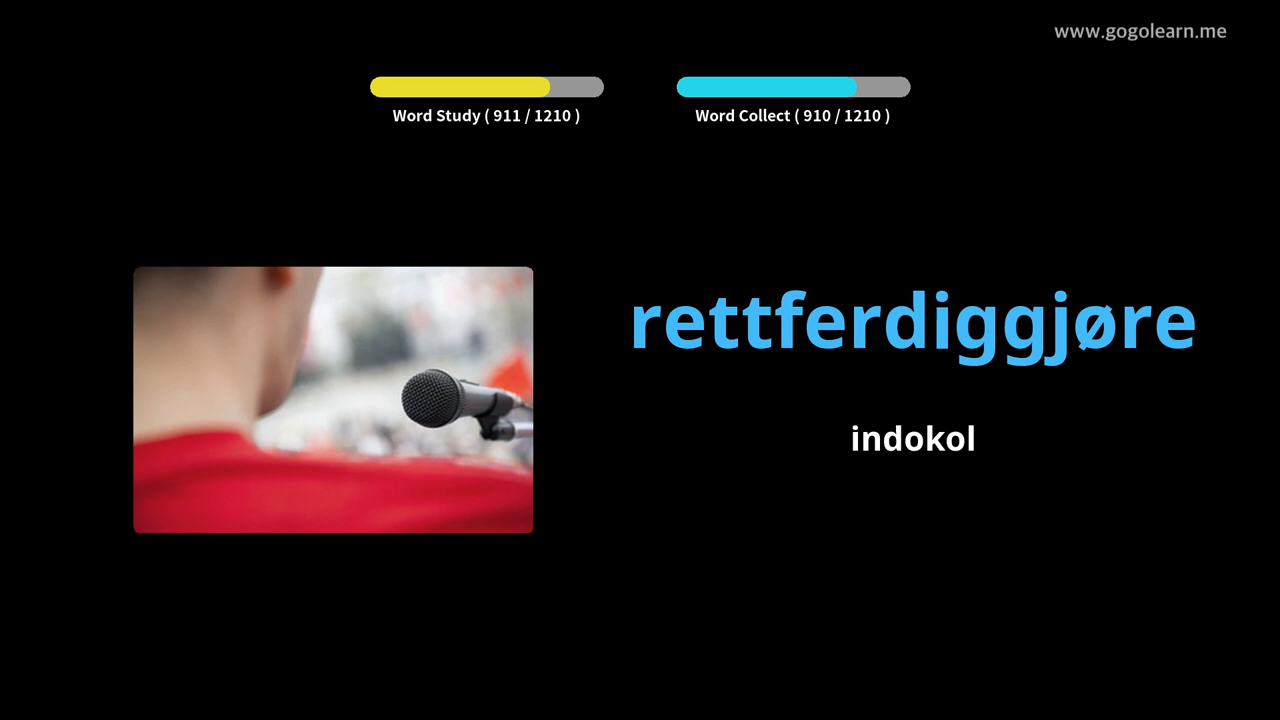 www.gogolearn.me
Word Study ( 911 / 1210 )
Word Collect ( 910 / 1210 )
rettferdiggjøre
indokol